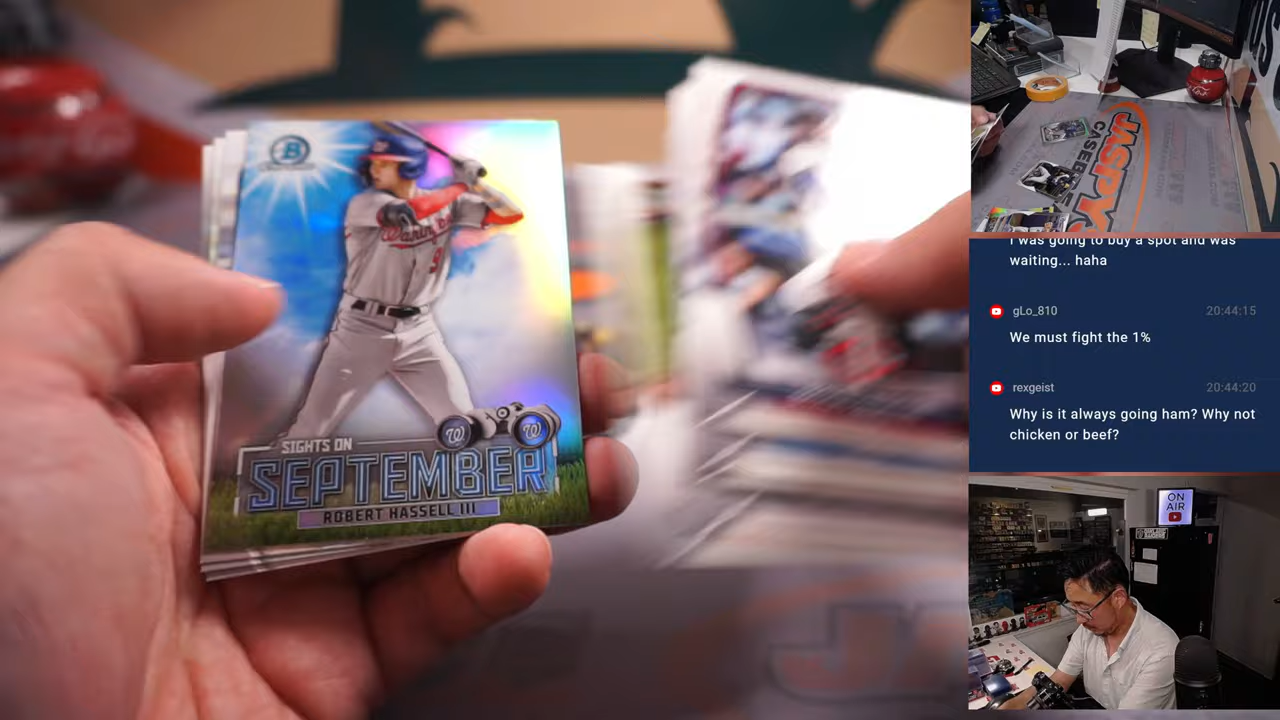 B
SIGHTS ON
SEPTEMBER
ROBERT HASSELL III
W
W
JASPY'S
CASEBRE
I was going to buy a spot and was
waiting... haha
gLo_810
20:44:15
We must fight the 1%
rexgeist
20:44:20
Why is it always going ham? Why not
chicken or beef?
ON
AIR